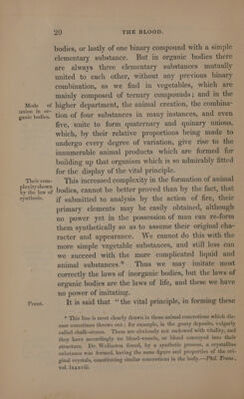 20 THE BLOOD.
bodies, or lastly of one binary compound with a simple
elementary substance. But in organic bodies there
are always three elementary substances mutually
united to each other, without any previous binary
combination, as we find in vegetables, which are
mainly composed of ternary compounds; and in the
Mode of
union in or-
ganic bodies.
higher department, the animal creation, the combina-
tion of four substances in many instances, and even
five, unite to form quaternary and quinary unions,
which, by their relative proportions being made to
undergo every degree of variation, give rise to the
innumerable animal products which are formed for
building up that organism which is so admirably fitted
for the display of the vital principle.
Their com-
plexity shown
by the law of
synthesis.
This increased complexity in the formation of animal
bodies, cannot be better proved than by the fact, that
if submitted to analysis by the action of fire, their
primary elements may be easily obtained, although
no power yet in the possession of man can re-form
them synthetically so as to assume their original cha-
racter and appearance. We cannot do this with the
more simple vegetable substances, and still less can
we succeed with the more complicated liquid and
animal substances.* Thus we may imitate most
correctly the laws of inorganic bodies, but the laws of
organic bodies are the laws of life, and these we have
no power of imitating.
Proxi.
It is said that "the vital principle, in forming these
* This line is most clearly drawn in those animal concretions which dis-
ease sometimes throws out: for example, in the gouty deposits, vulgarly
called chalk-stones. These are obviously not endowed with vitality, and
they have accordingly no blood-vessels, or blood conveyed into their
structure. Dr. Wollaston found, by a synthetic process, a crystallized
substance was formed, having the same figure and properties of the ori-
ginal crystals, constituting similar concretions in the body.—Phil. Trans.,
vol. lxxxvii.